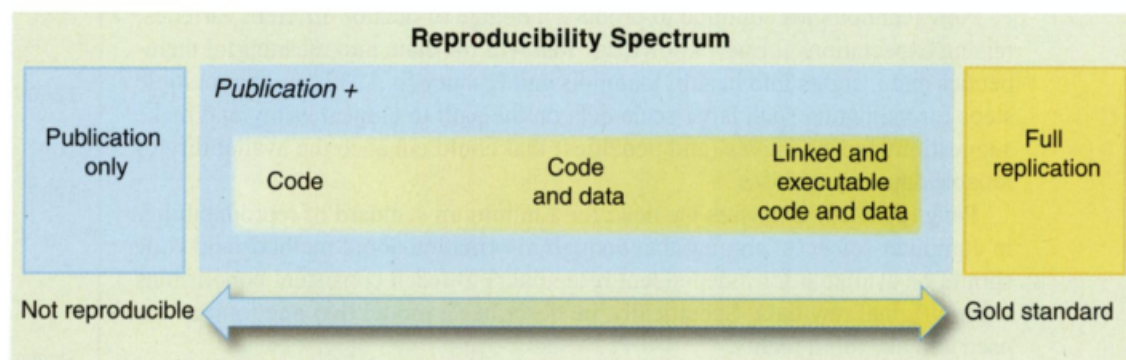 Reproducibility Spectrum
Publication +
Publication
only
Code
Code
and data
Linked and
executable
code and data
Full
replication
Not reproducible
Gold standard